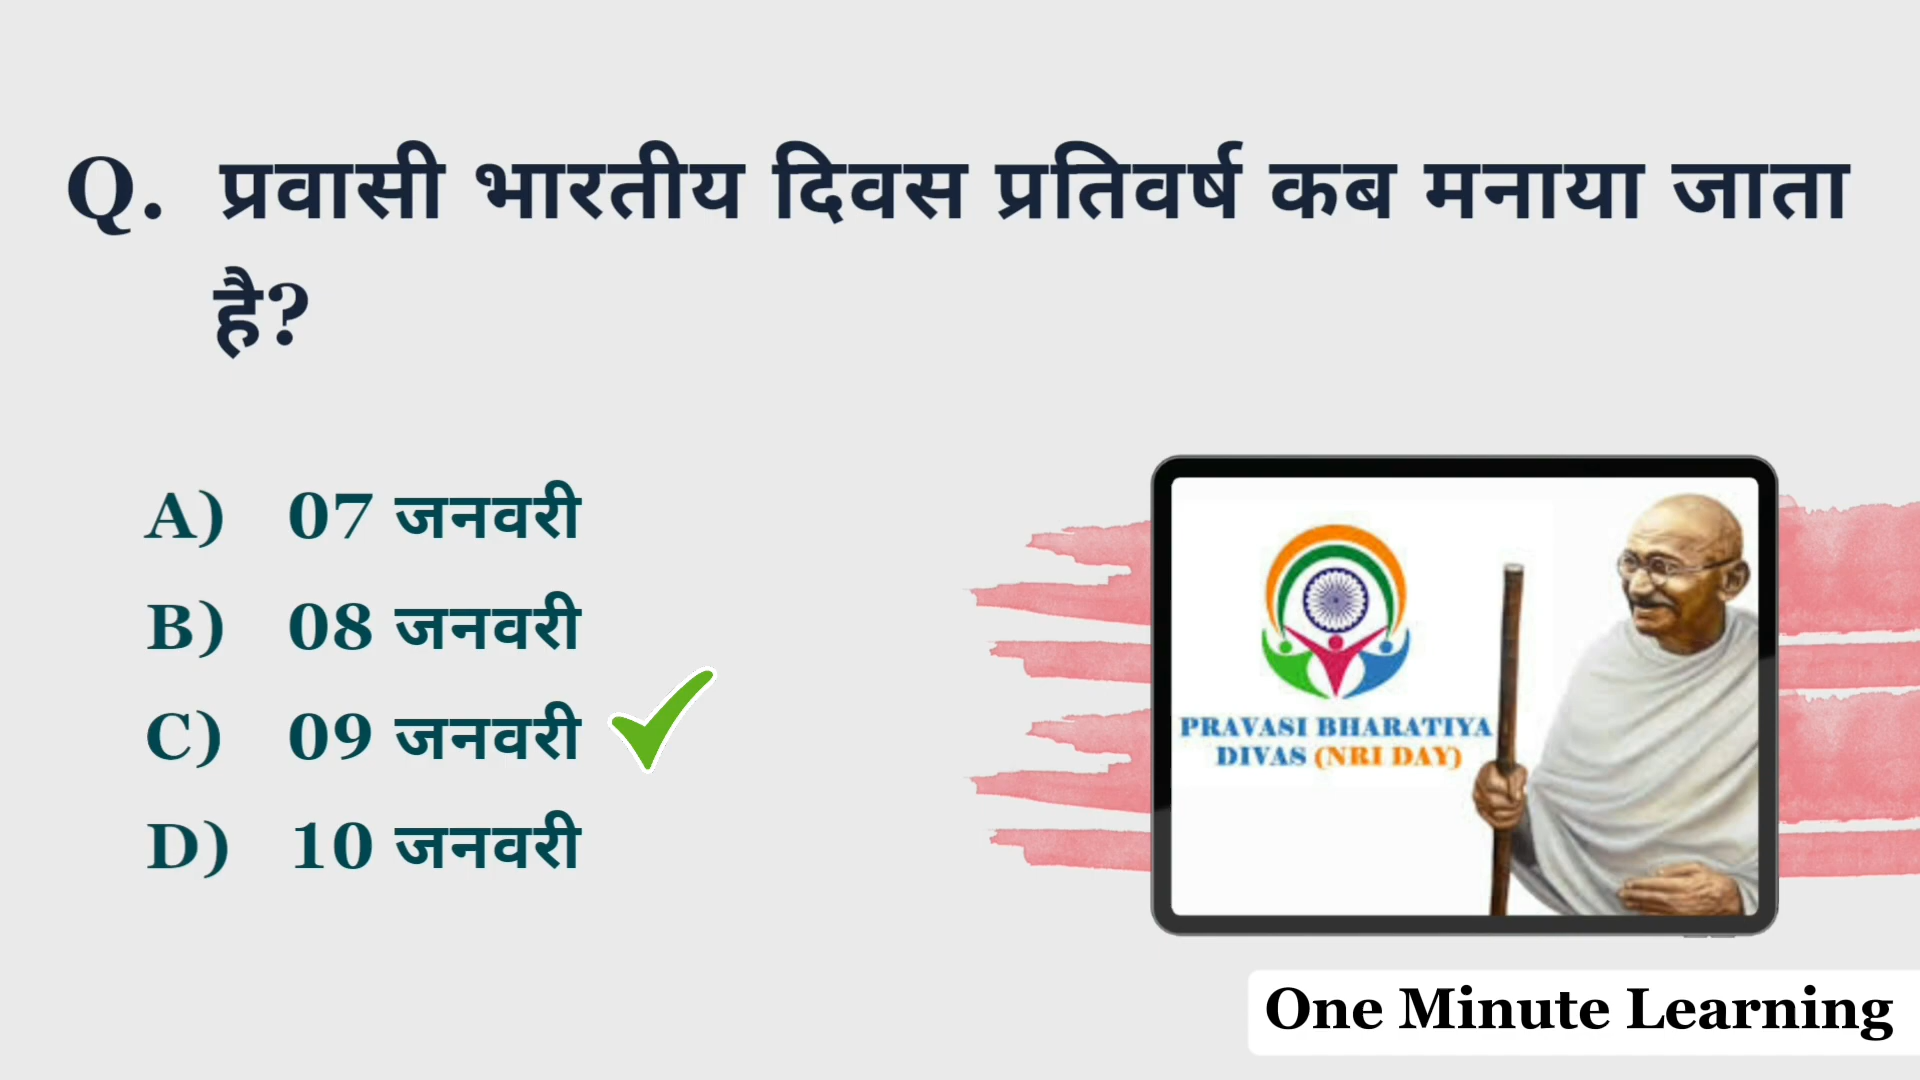 Q. प्रवासी भारतीय दिवस प्रतिवर्ष कब मनाया जाता
है?
A) 07 जनवरी
B) 08 जनवरी
C) 09 जनवरी
D) 10 जनवरी
PRAVASI BHARATIYA
DIVAS (NRI DAY)
One Minute Learning